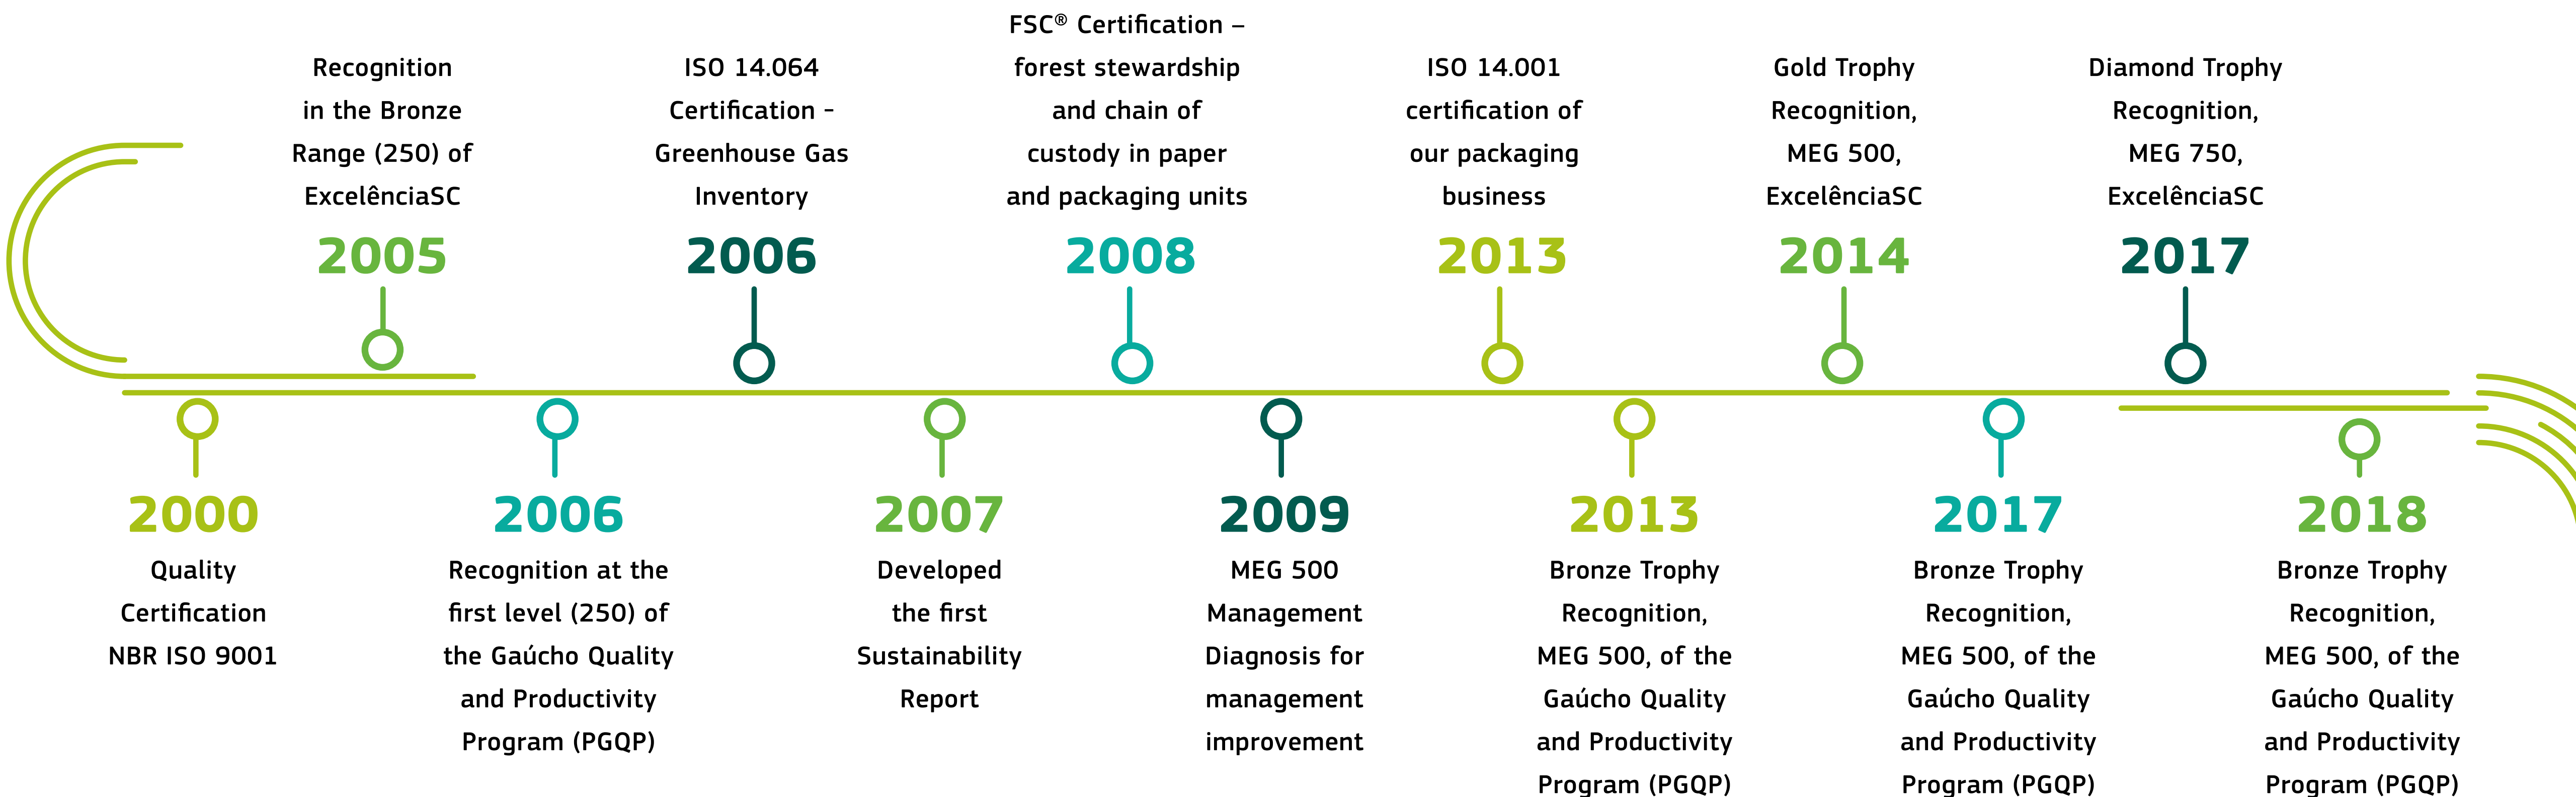 Recognition
in the Bronze
Range (250) of
ExcelênciaSC
2005
ISO 14.064
Certification -
Greenhouse Gas
Inventory
2006
FSC® Certification –
forest stewardship
and chain of
custody in paper
and packaging units
2008
ISO 14.001
certification of
our packaging
business
2013
Gold Trophy
Recognition,
MEG 500,
ExcelênciaSC
2014
Diamond Trophy
Recognition,
MEG 750,
ExcelênciaSC
2017
2000
Quality
Certification
NBR ISO 9001
2006
Recognition at the
first level (250) of
the Gaúcho Quality
and Productivity
Program (PGQP)
2007
Developed
the first
Sustainability
Report
2009
MEG 500
Management
Diagnosis for
management
improvement
2013
Bronze Trophy
Recognition,
MEG 500, of the
Gaúcho Quality
and Productivity
Program (PGQP)
2017
Bronze Trophy
Recognition,
MEG 500, of the
Gaúcho Quality
and Productivity
Program (PGQP)
2018
Bronze Trophy
Recognition,
MEG 500, of the
Gaúcho Quality
and Productivity
Program (PGQP)